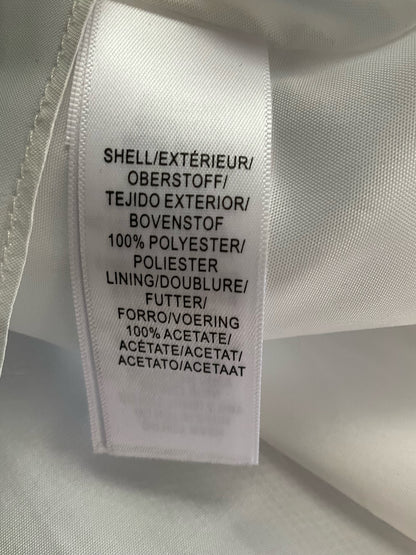 SHELL/EXTÉRIEUR/
OBERSTOFF/
TEJIDO EXTERIOR/
BOVENSTOF
100% POLYESTER/
POLIESTER
LINING/DOUBLURE/
FUTTER/
FORRO/VOERING
100% ACETATE/
ACÉTATE/ACETAT/
ACETATO/ACETAAT